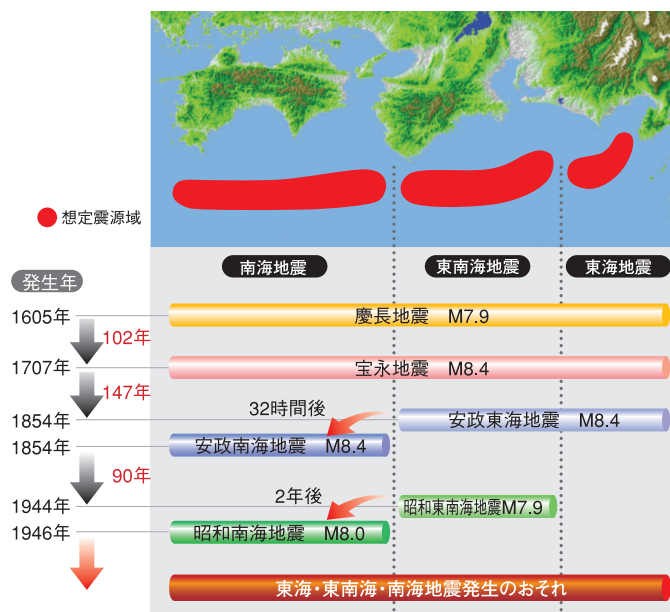 想定震源域
南海地震 東南海地震 東海地震
発生年
1605年 慶長地震 M7.9
102年
1707年 宝永地震 M8.4
147年
32時間後
1854年 安政東海地震 M8.4
1854年 安政南海地震 M8.4
90年
2年後
1944年 昭和東南海地震M7.9
1946年 昭和南海地震 M8.0
東海・東南海・南海地震発生のおそれ